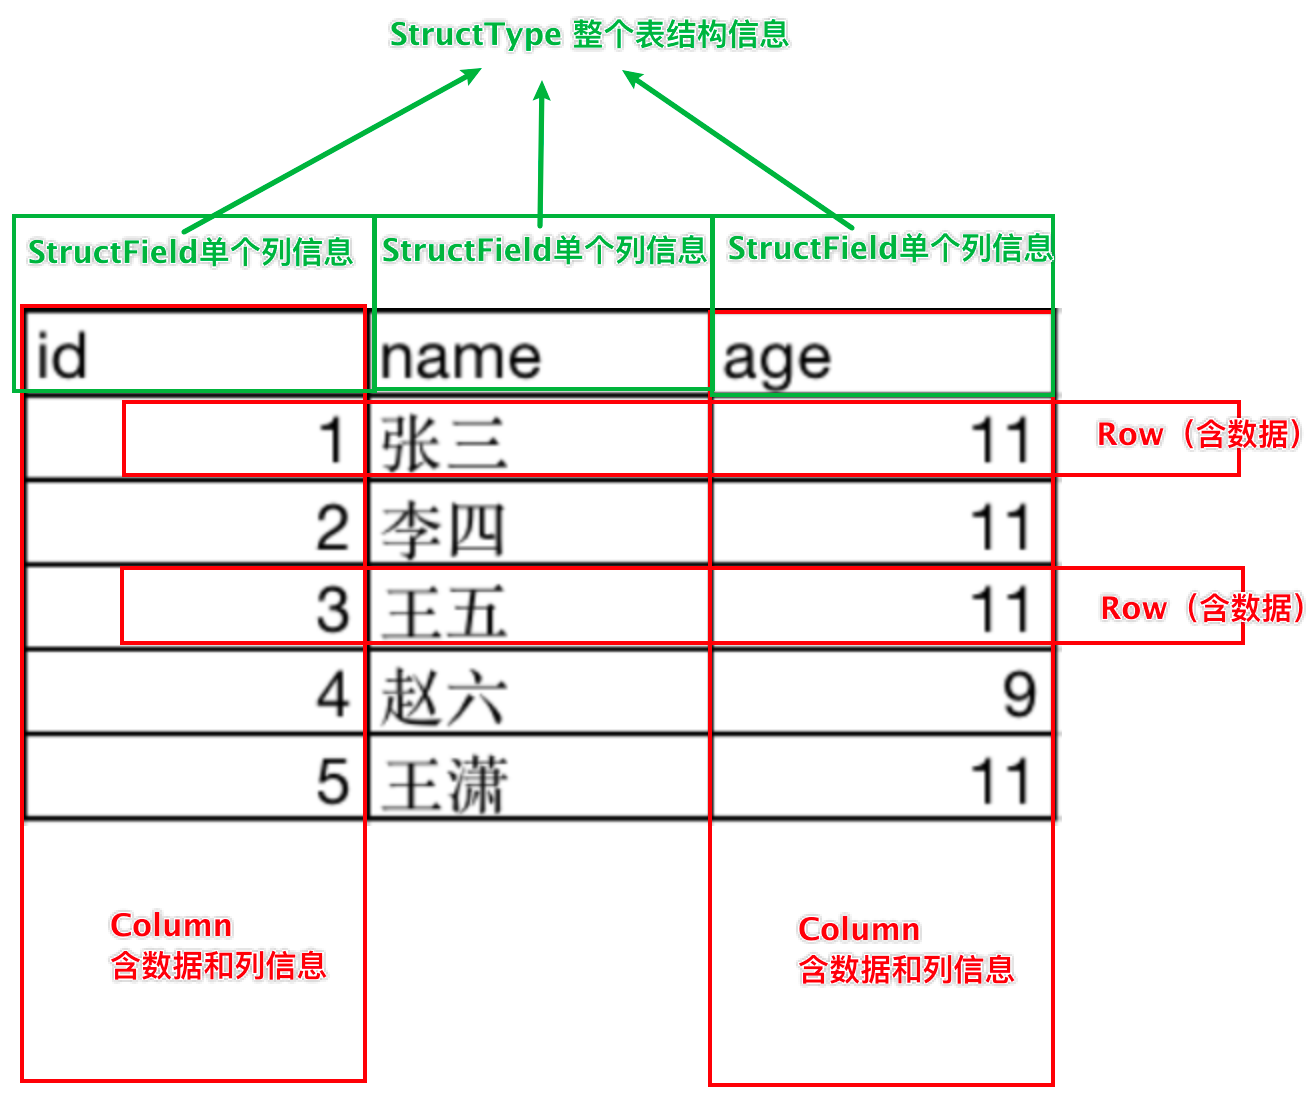 StructType 整个表结构信息
StructField单个列信息
StructField单个列信息
StructField单个列信息
id name age
1 张三 11 Row（含数据）
2 李四 11
3 王五 11 Row（含数据）
4 赵六 9
5 王潇 11
Column
含数据和列信息
Column
含数据和列信息